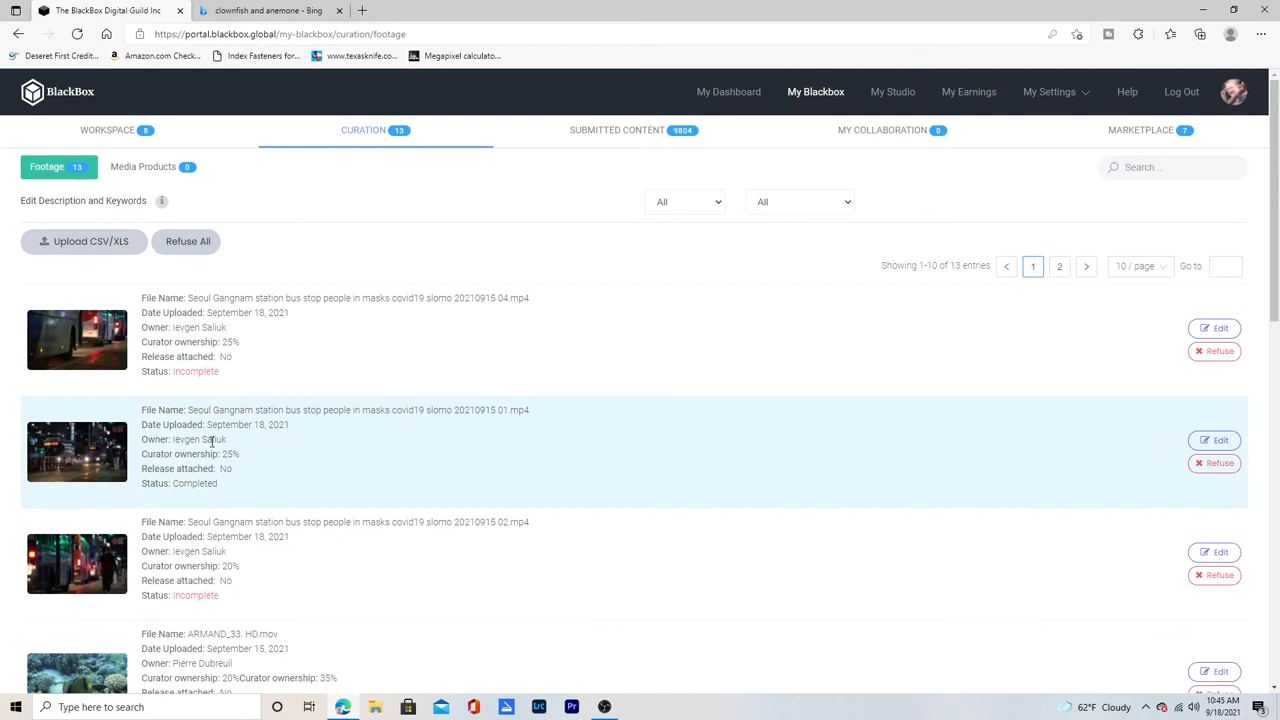 The BlackBox Digital Guild Inc
clownfish and anemone - Bing
https://portal.blackbox.global/my-blackbox/curation/footage
Deseret First Credit...
Amazon.com Checkin...
Index Fasteners for...
www.texasknife.co...
Megapixel calculato...
BlackBox
My Dashboard
My Blackbox
My Studio
My Earnings
My Settings
Help
Log Out
WORKSPACE 8
CURATION 13
SUBMITTED CONTENT 9804
MY COLLABORATION 0
MARKETPLACE 7
Footage 13
Media Products 0
Search...
Edit Description and Keywords
All
All
Upload CSV/XLS
Refuse All
Showing 1-10 of 13 entries
1
2
10 / page
Go to
File Name: Seoul Gangnam station bus stop people in masks covid19 slomo 20210915 04.mp4
Date Uploaded: September 18, 2021
Owner: Ievgen Saliuk
Curator ownership: 25%
Release attached: No
Status: Incomplete
Edit
Refuse
File Name: Seoul Gangnam station bus stop people in masks covid19 slomo 20210915 01.mp4
Date Uploaded: September 18, 2021
Owner: Ievgen Saliuk
Curator ownership: 25%
Release attached: No
Status: Completed
Edit
Refuse
File Name: Seoul Gangnam station bus stop people in masks covid19 slomo 20210915 02.mp4
Date Uploaded: September 18, 2021
Owner: Ievgen Saliuk
Curator ownership: 20%
Release attached: No
Status: Incomplete
Edit
Refuse
File Name: ARMAND_33. HD.mov
Date Uploaded: September 15, 2021
Owner: Pierre Dubreuil
Curator ownership: 20%Curator ownership: 35%
Release attached: No
Edit
Refuse
Type here to search
62°F Cloudy
10:45 AM
9/18/2021